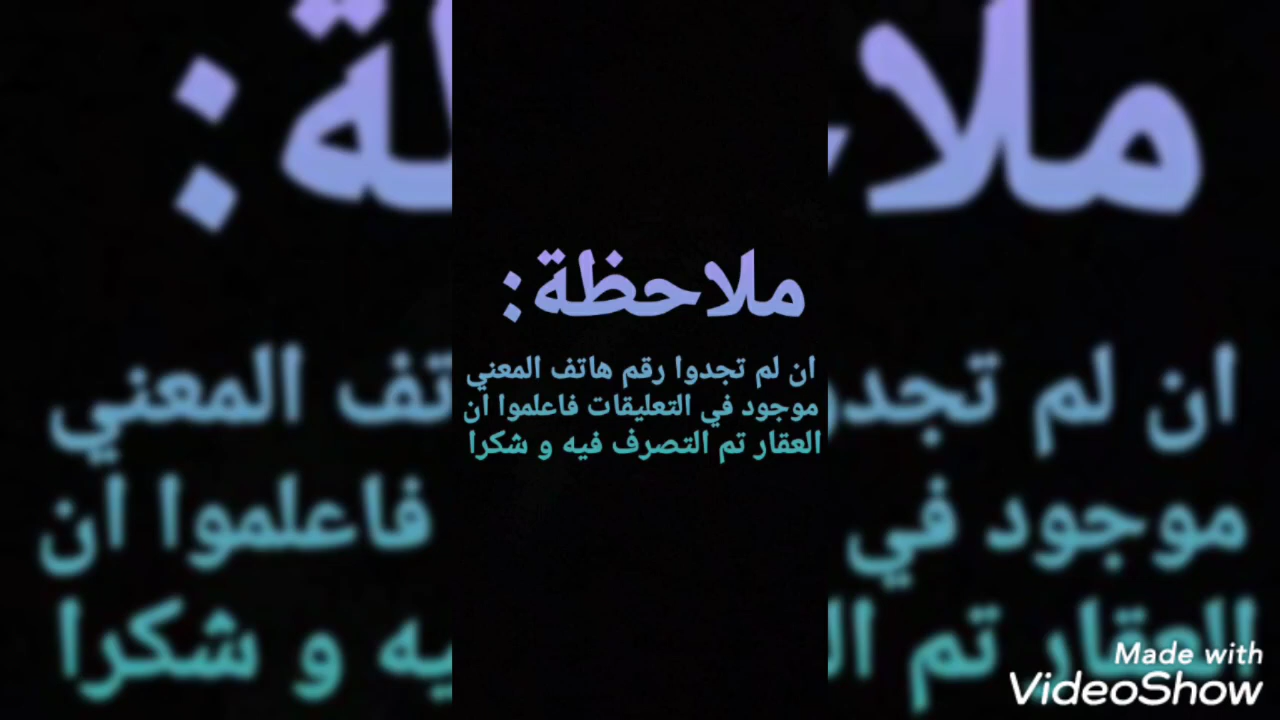 ملاحظة:
ان لم تجدوا رقم هاتف المعني
موجود في التعليقات فاعلموا ان
العقار تم التصرف فيه و شكرا
Made with
VideoShow